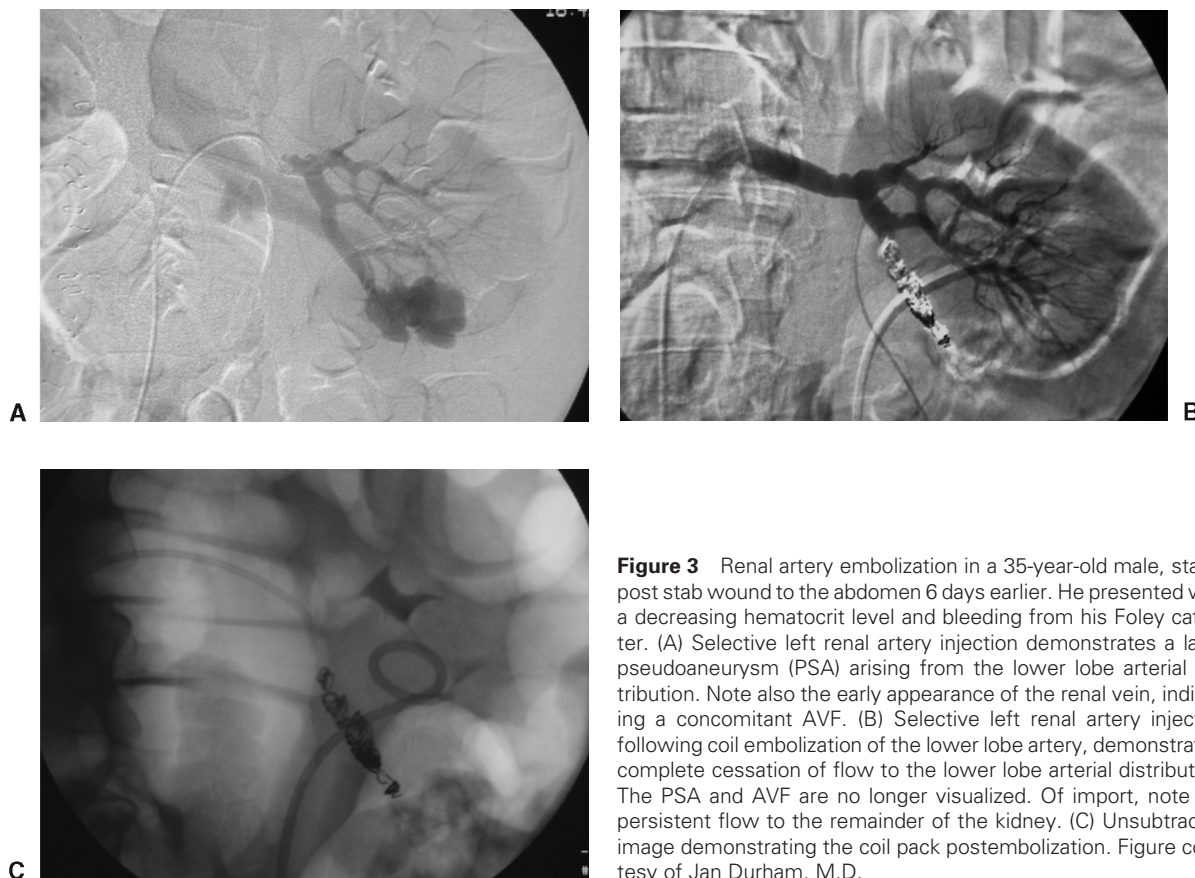 A
B
C
Figure 3 Renal artery embolization in a 35-year-old male, sta
post stab wound to the abdomen 6 days earlier. He presented
a decreasing hematocrit level and bleeding from his Foley cat
ter. (A) Selective left renal artery injection demonstrates a la
pseudoaneurysm (PSA) arising from the lower lobe arterial
tribution. Note also the early appearance of the renal vein, indi
ing a concomitant AVF. (B) Selective left renal artery injec
following coil embolization of the lower lobe artery, demonstrat
complete cessation of flow to the lower lobe arterial distribut
The PSA and AVF are no longer visualized. Of import, note
persistent flow to the remainder of the kidney. (C) Unsubtrac
image demonstrating the coil pack postembolization. Figure co
tesy of Jan Durham, M.D.